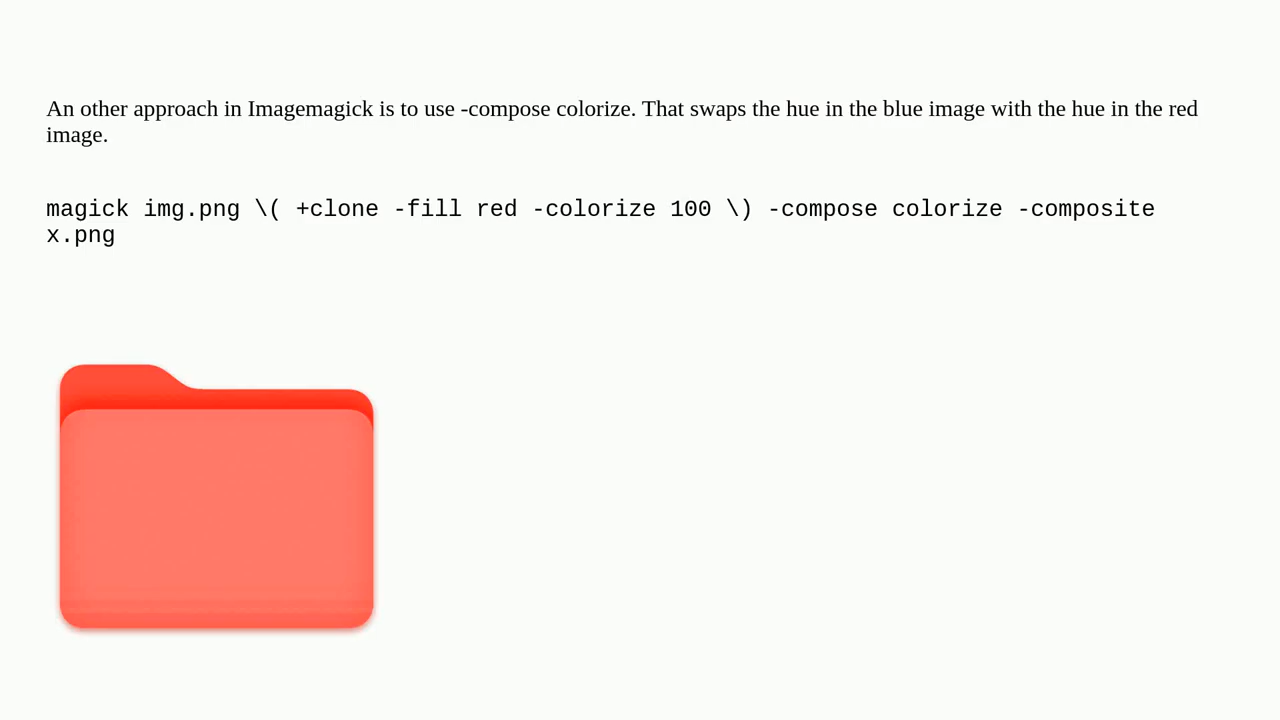 An other approach in Imagemagick is to use -compose colorize. That swaps the hue in the blue image with the hue in the red
image.
magick img.png \( +clone -fill red -colorize 100 \) -compose colorize -composite
x.png